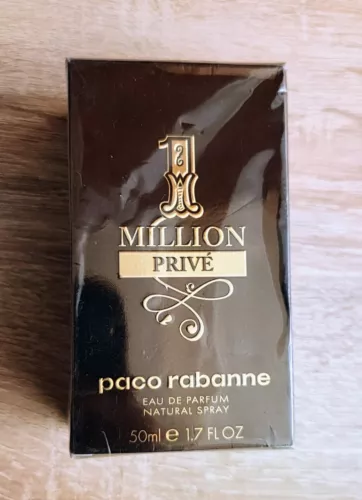 1
MILLION
PRIVÉ
paco rabanne
EAU DE PARFUM
NATURAL SPRAY
50ml e 1.7 FL OZ